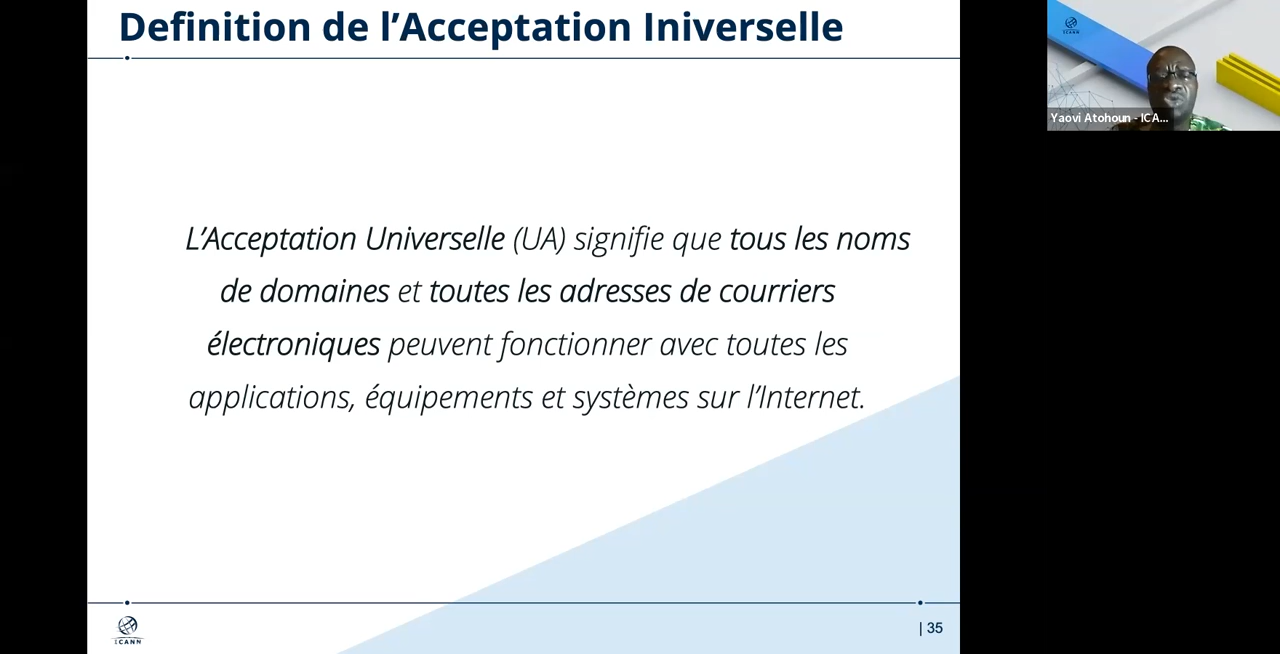 Definition de l’Acceptation Iniverselle
L’Acceptation Universelle (UA) signifie que tous les noms
de domaines et toutes les adresses de courriers
électroniques peuvent fonctionner avec toutes les
applications, équipements et systèmes sur l’Internet.
ICANN
| 35
ICANN
Yaovi Atohoun - ICA...